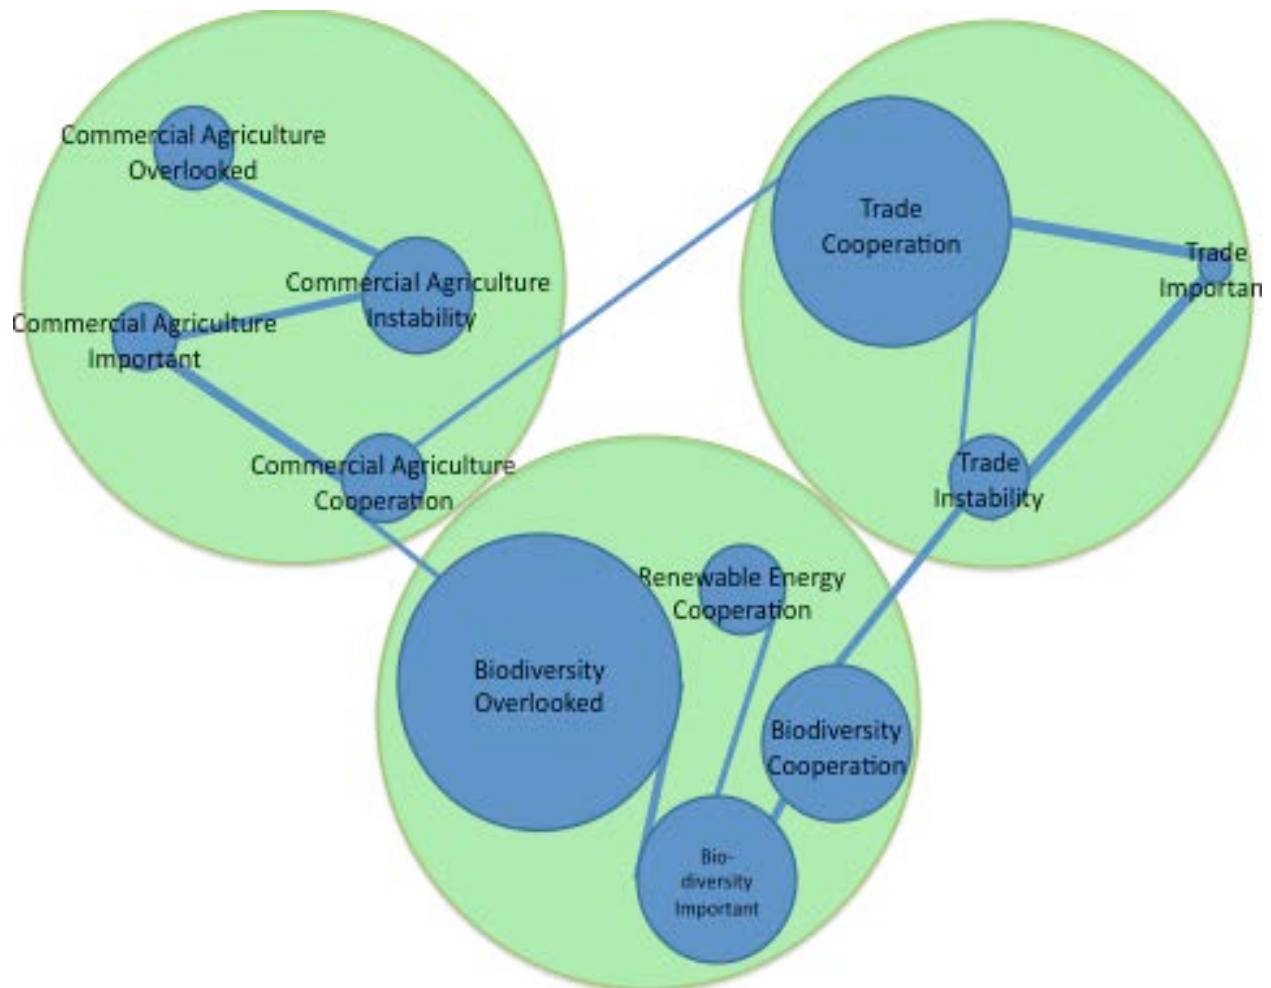 Commercial Agriculture
Overlooked
Commercial Agriculture
Instability
Commercial Agriculture
Important
Commercial Agriculture
Cooperation
Trade
Cooperation
Trade
Importan
Trade
Instability
Renewable Energy
Cooperation
Biodiversity
Overlooked
Biodiversity
Cooperation
Bio-
diversity
Important